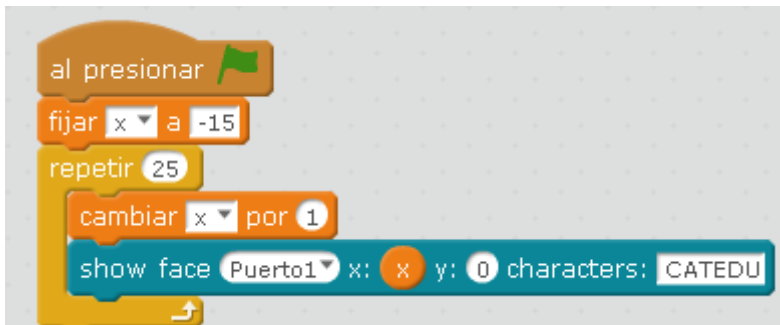 al presionar
fijar x a -15
repetir 25
cambiar x por 1
show face Puerto1 x: x y: 0 characters: CATEDU